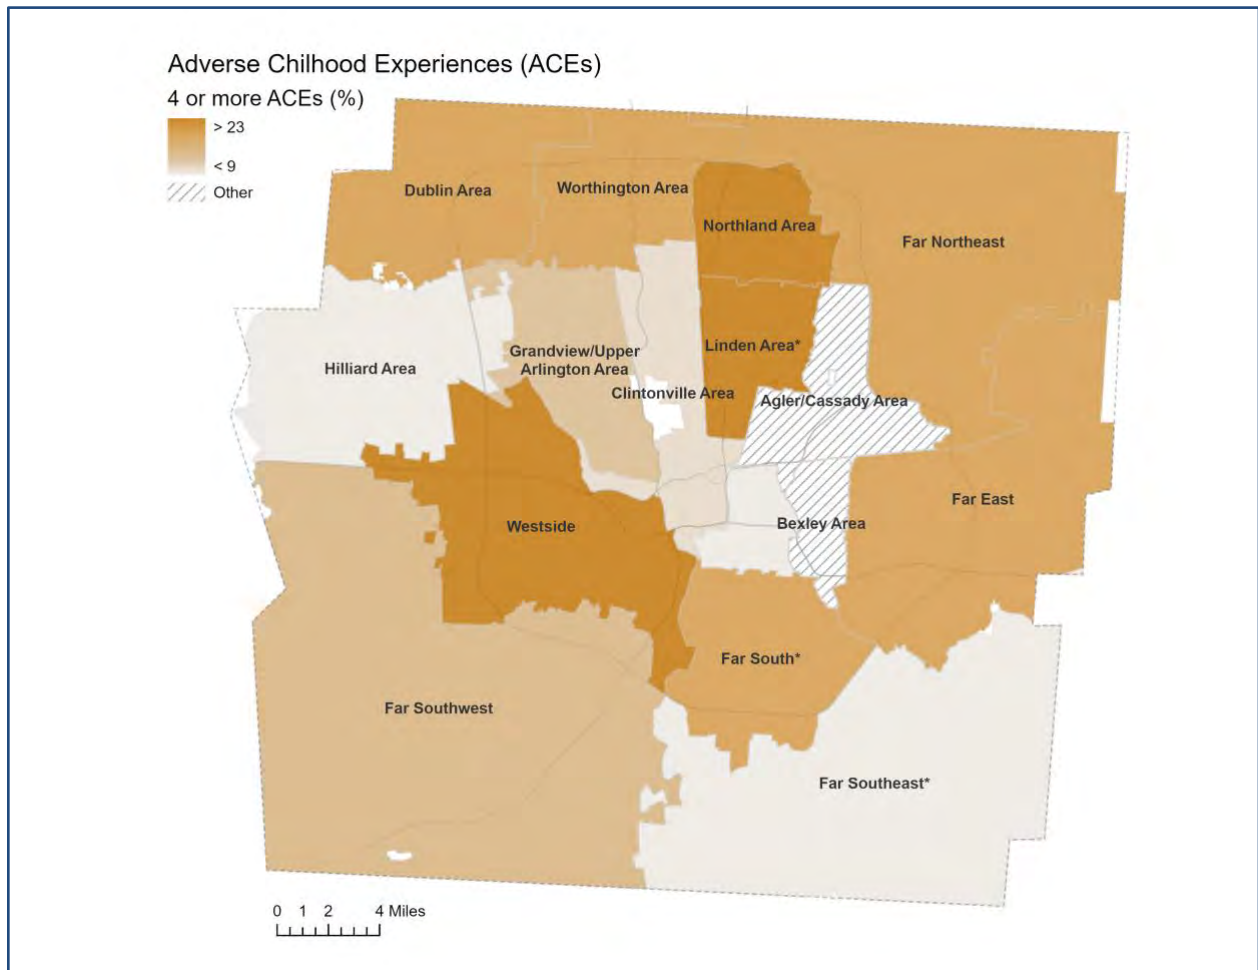 Adverse Chilhood Experiences (ACEs)
4 or more ACEs (%)
> 23
< 9
Other
Dublin Area
Worthington Area
Northland Area
Far Northeast
Linden Area*
Grandview/Upper
Arlington Area
Hilliard Area
Clintonville Area
Agler/Cassady Area
Far East
Bexley Area
Westside
Far South*
Far Southwest
Far Southeast*
0 1 2 4 Miles